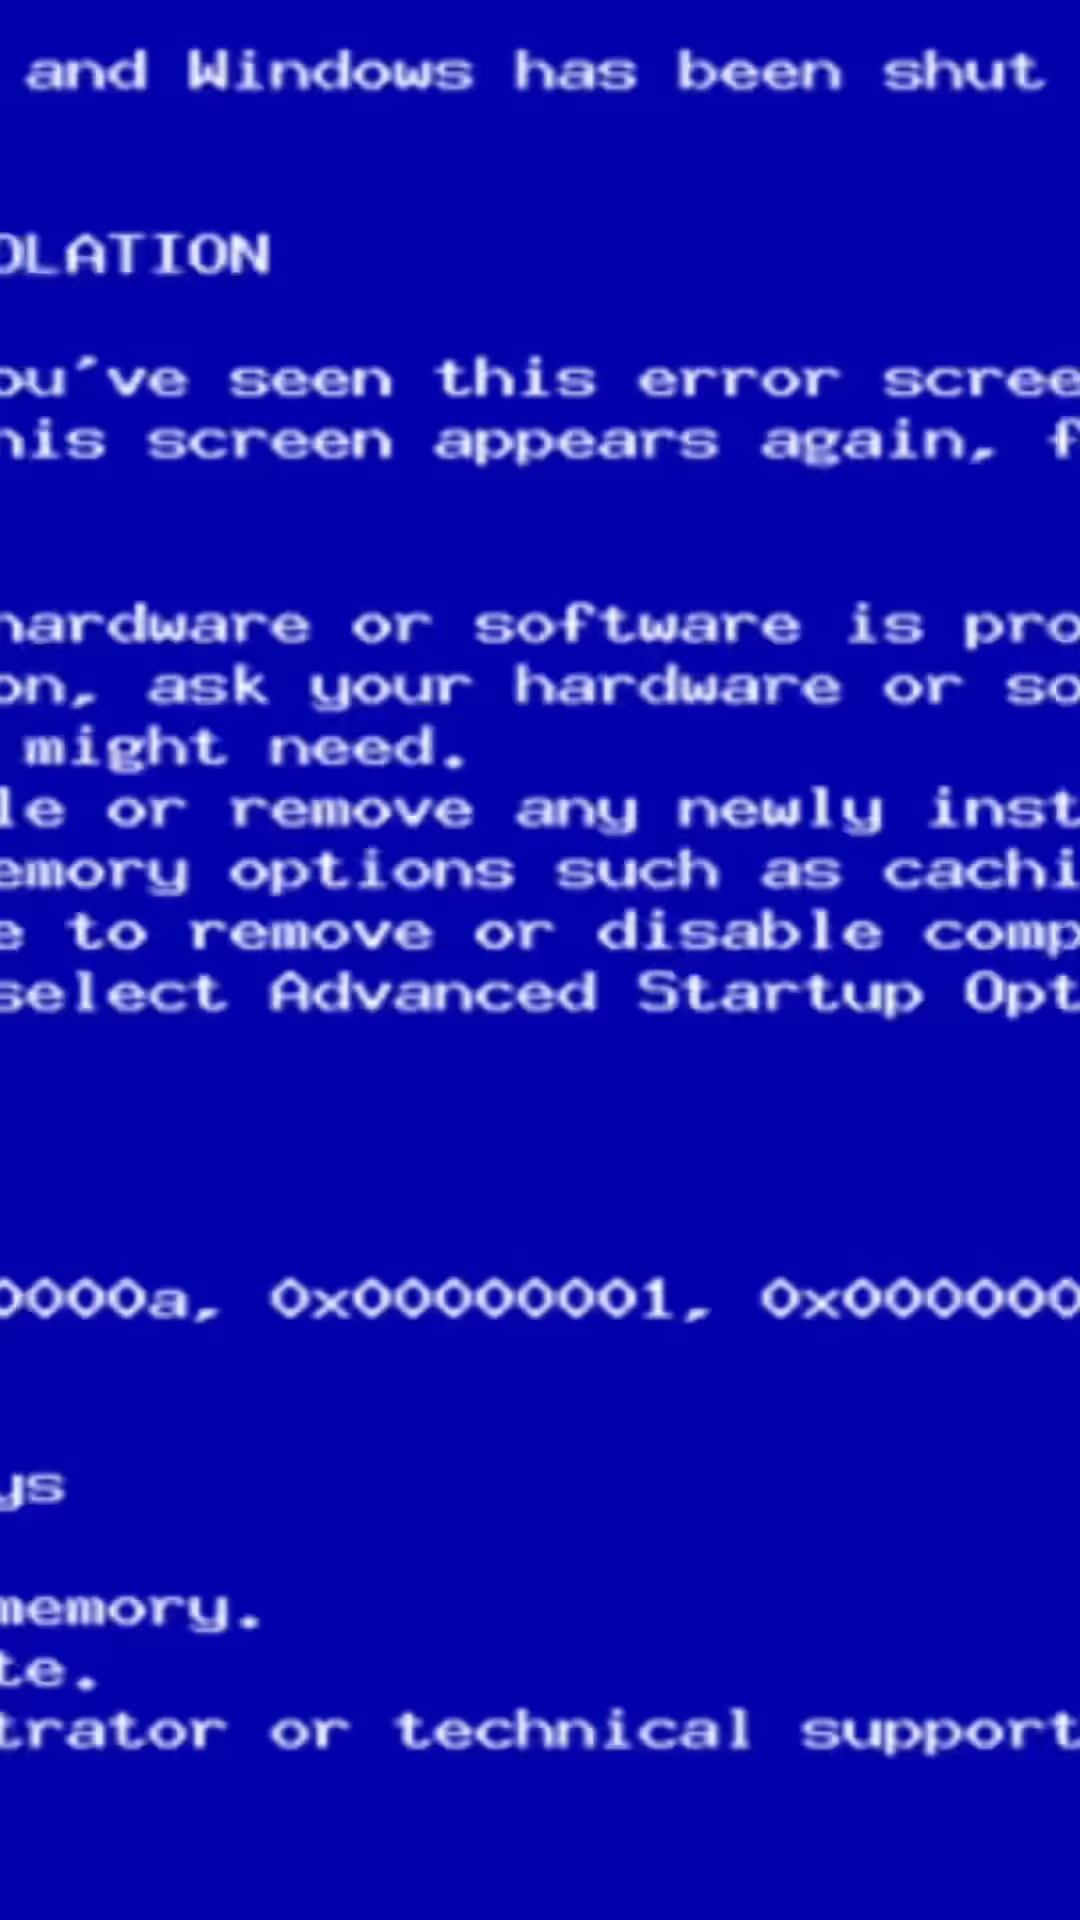 and Windows has been shut
OLATION
ou've seen this error scree
his screen appears again, f
hardware or software is pro
on, ask your hardware or so
might need.
le or remove any newly inst
emory options such as cachi
e to remove or disable comp
select Advanced Startup Opt
0000a, 0x00000001, 0x000000
ys
memory.
te.
trator or technical support